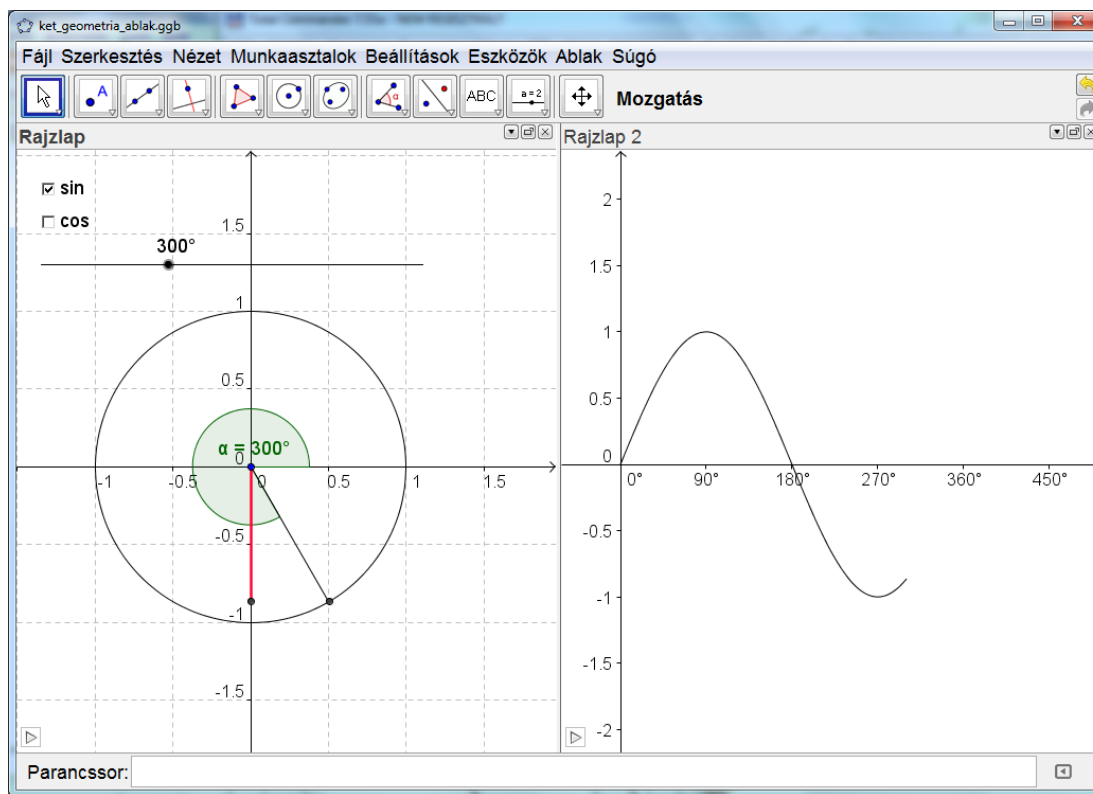 ket_geometria_ablak.ggb
Fájl Szerkesztés Nézet Munkaasztalok Beállítások Eszközök Ablak Súgó
A α ABC a = 2 Mozgatás
Rajzlap
sin
cos
300°
1.5
1
0.5
0
-0.5
-1
-1.5
-1 -0.5 0 0.5 1 1.5
α = 300°
Rajzlap 2
2
1.5
1
0.5
0
-0.5
-1
-1.5
-2
0° 90° 180° 270° 360° 450°
Parancssor: